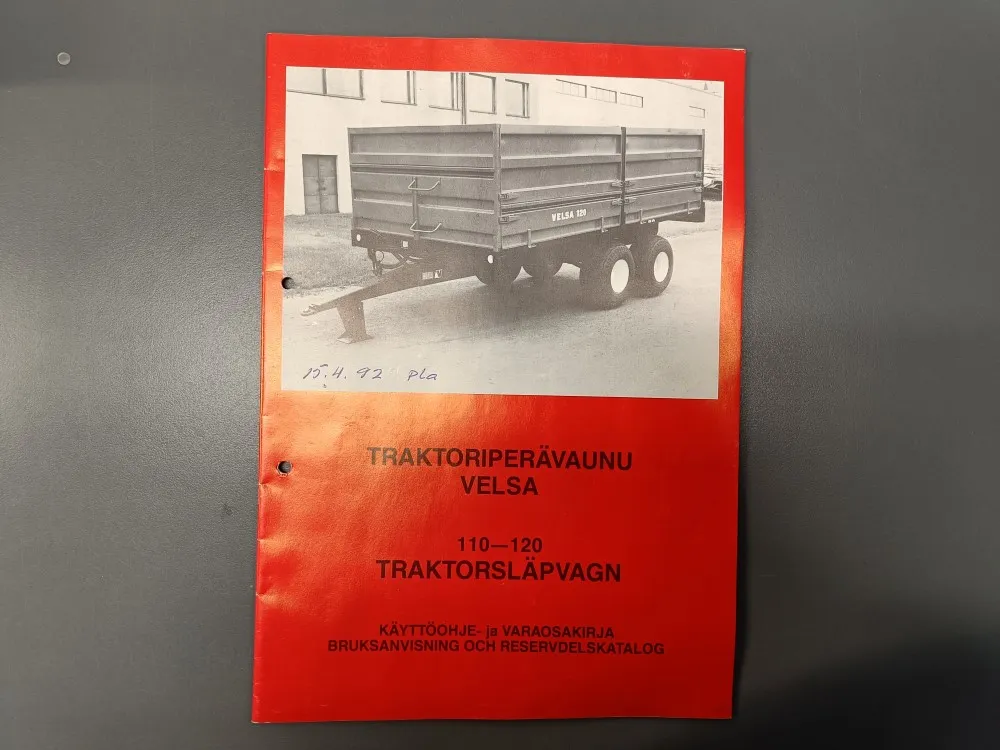 VELSA 120
15.4.92 pla
TRAKTORIPERÄVAUNU
VELSA
110—120
TRAKTORSLÄPVAGN
KÄYTTÖOHJE- ja VARAOSAKIRJA
BRUKSANVISNING OCH RESERVDELSKATALOG